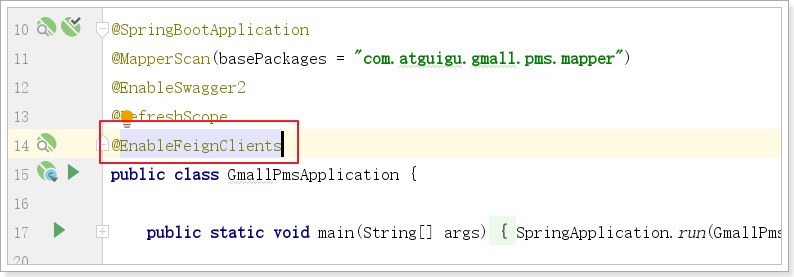 10 @SpringBootApplication
11 @MapperScan(basePackages = "com.atguigu.gmall.pms.mapper")
12 @EnableSwagger2
13 @RefreshScope
14 @EnableFeignClients
15 public class GmallPmsApplication {
16
17 public static void main(String[] args) { SpringApplication.run(GmallPms
20